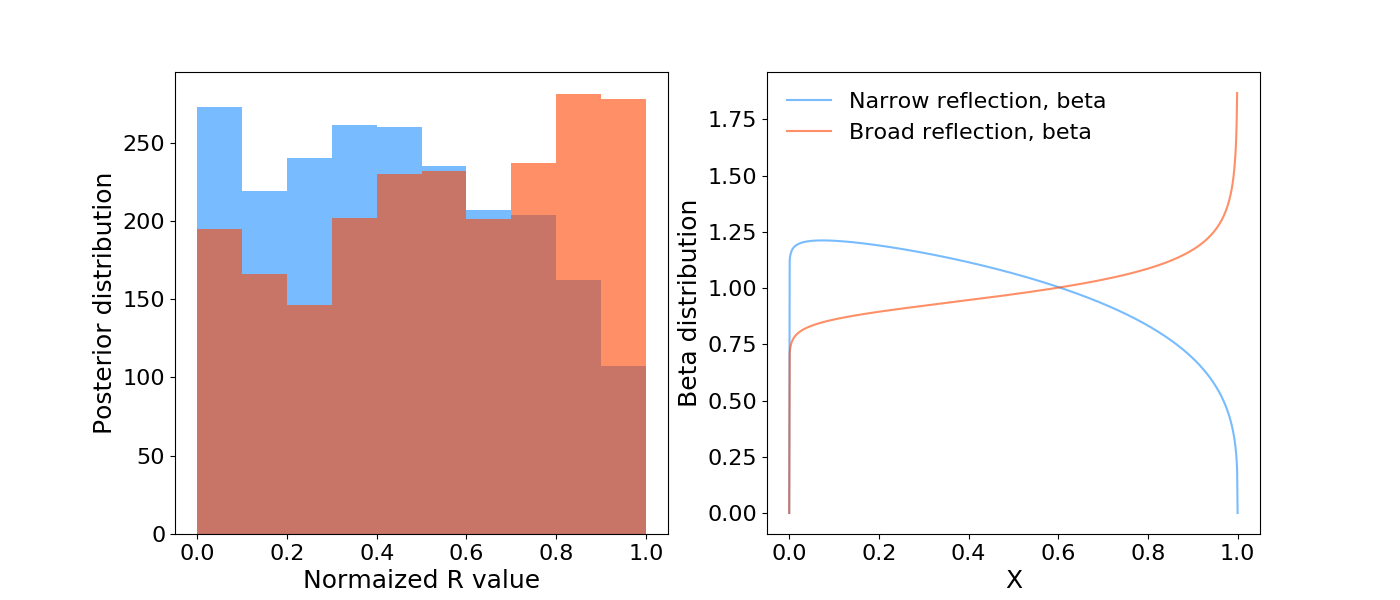 Posterior distribution
250
200
150
100
50
0
0.0 0.2 0.4 0.6 0.8 1.0
Normaized R value
Beta distribution
1.75
1.50
1.25
1.00
0.75
0.50
0.25
0.00
0.0 0.2 0.4 0.6 0.8 1.0
X
Narrow reflection, beta
Broad reflection, beta